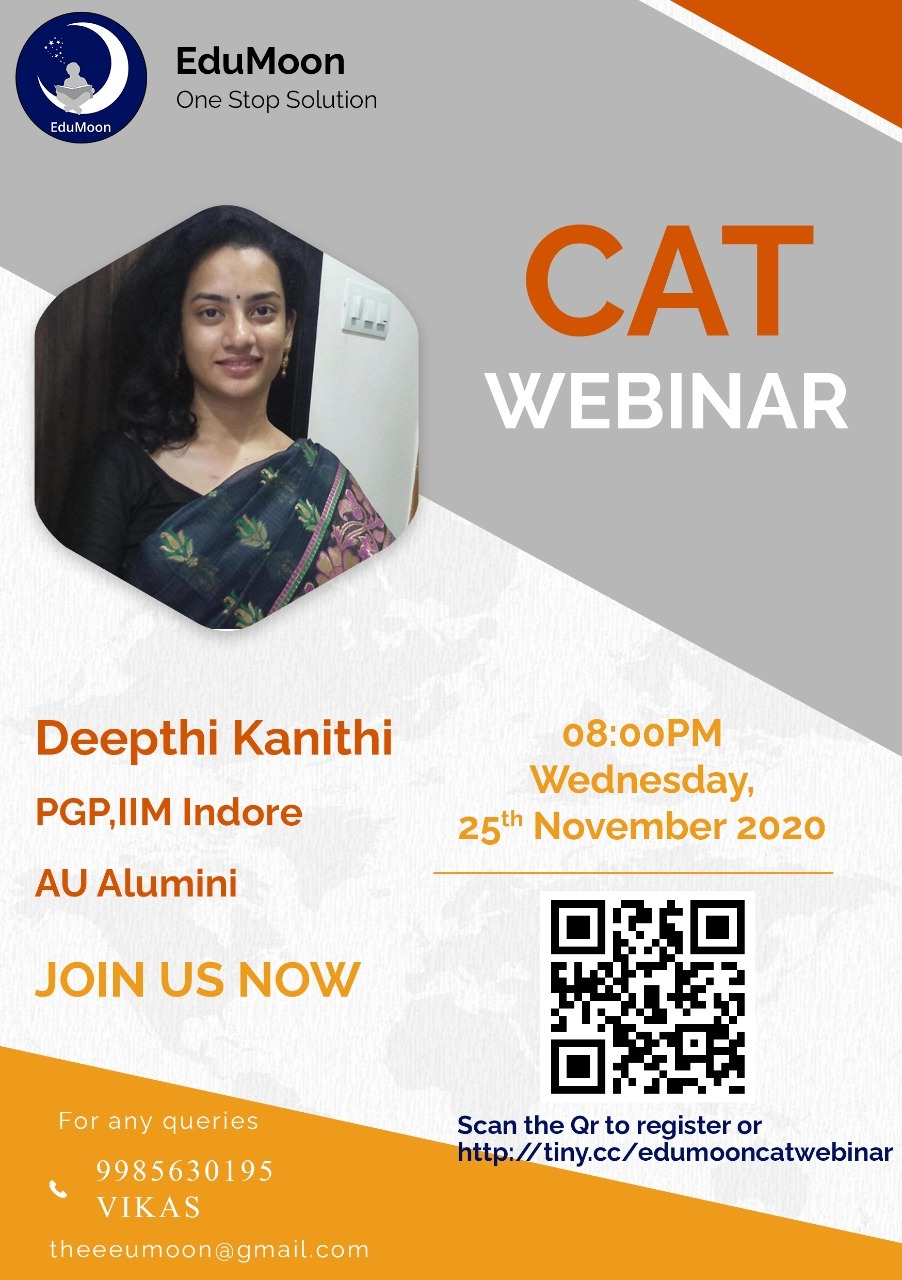 EduMoon
EduMoon
One Stop Solution
CAT
WEBINAR
Deepthi Kanithi
PGP,IIM Indore
AU Alumini
JOIN US NOW
08:00PM
Wednesday,
25th November 2020
Scan the Qr to register or
http://tiny.cc/edumooncatwebinar
For any queries
9985630195
VIKAS
theeeumoon@gmail.com